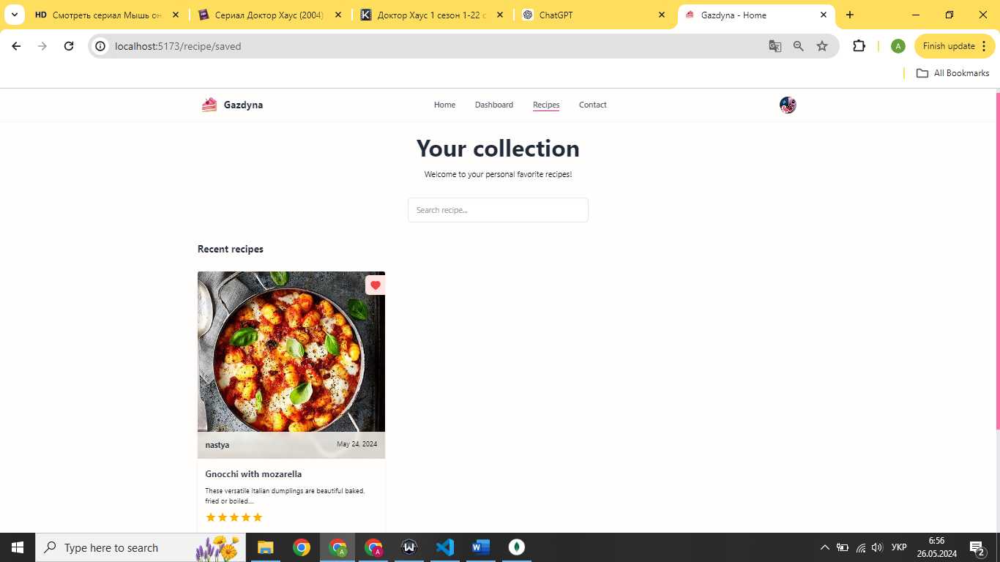 HD Смотреть сериал Мышь он
Сериал Доктор Хаус (2004)
Доктор Хаус 1 сезон 1-22 с
ChatGPT
Gazdyna - Home
localhost:5173/recipe/saved
A
Finish update
All Bookmarks
Gazdyna
Home
Dashboard
Recipes
Contact
Your collection
Welcome to your personal favorite recipes!
Search recipe...
Recent recipes
nastya
May 24, 2024
Gnocchi with mozarella
These versatile Italian dumplings are beautiful baked,
fried or boiled....
Type here to search
УКР
6:56
26.05.2024
2